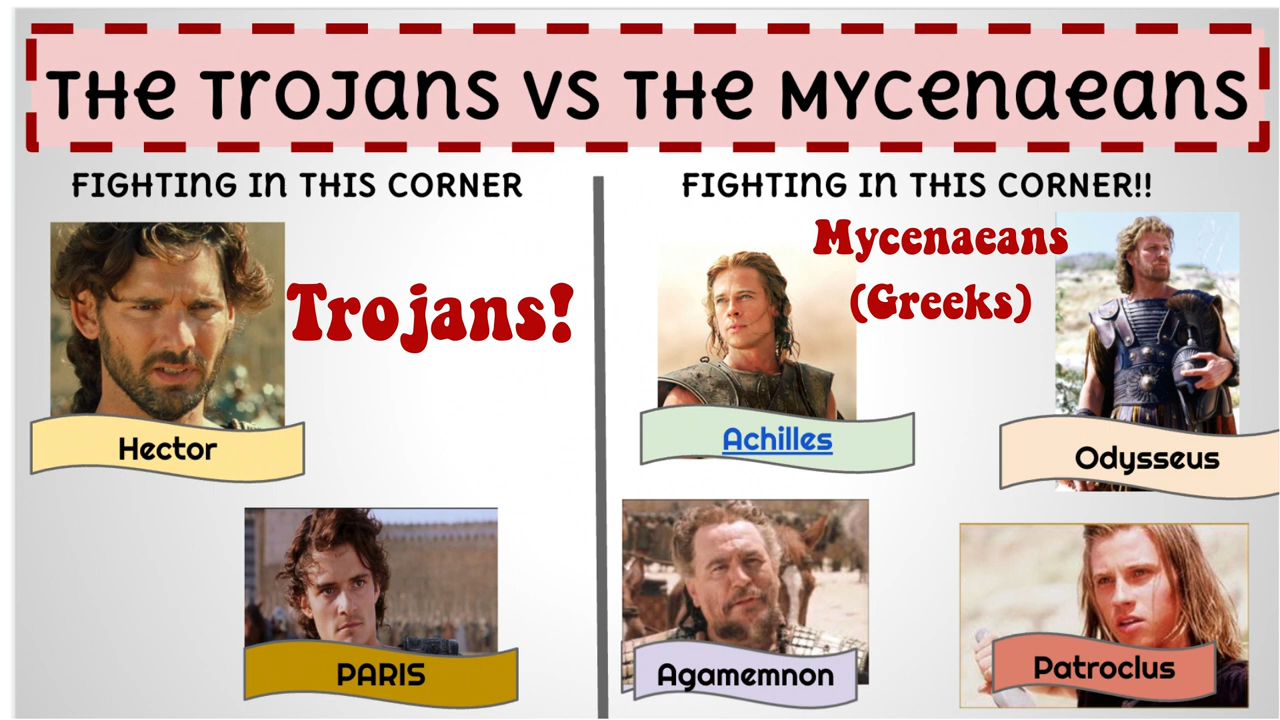 THE TROJANS VS THE MYCENAEANS
FIGHTING IN THIS CORNER
Trojans!
Hector
PARIS
FIGHTING IN THIS CORNER!!
Mycenaeans
(Greeks)
Achilles
Odysseus
Agamemnon
Patroclus